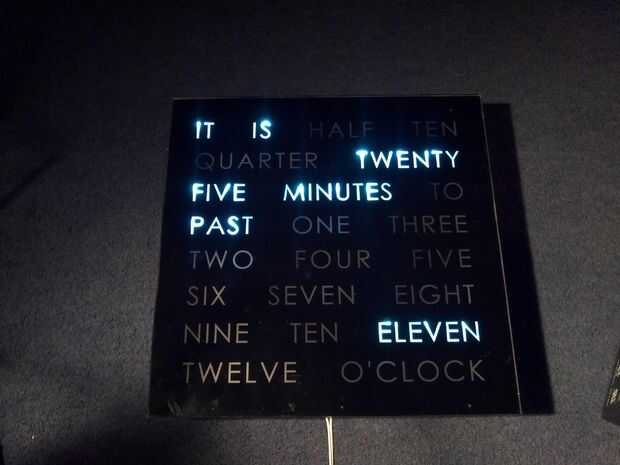 IT IS HALF TEN
QUARTER TWENTY
FIVE MINUTES TO
PAST ONE THREE
TWO FOUR FIVE
SIX SEVEN EIGHT
NINE TEN ELEVEN
TWELVE O'CLOCK